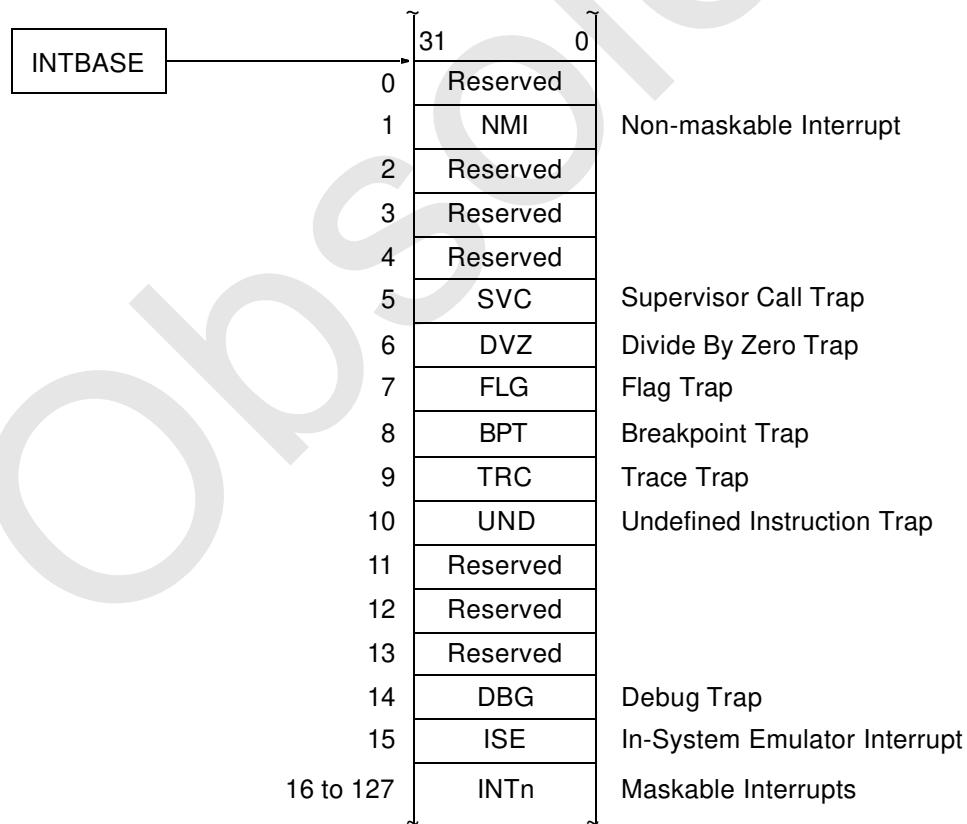 31 0
INTBASE
0 Reserved
1 NMI Non-maskable Interrupt
2 Reserved
3 Reserved
4 Reserved
5 SVC Supervisor Call Trap
6 DVZ Divide By Zero Trap
7 FLG Flag Trap
8 BPT Breakpoint Trap
9 TRC Trace Trap
10 UND Undefined Instruction Trap
11 Reserved
12 Reserved
13 Reserved
14 DBG Debug Trap
15 ISE In-System Emulator Interrupt
16 to 127 INTn Maskable Interrupts